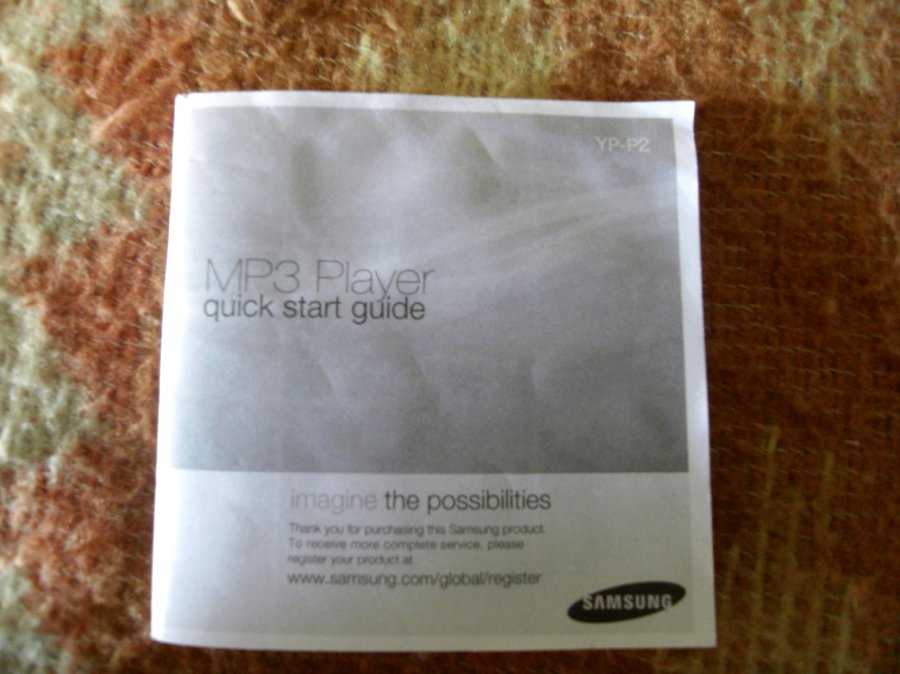 YP-P2
MP3 Player
quick start guide
imagine the possibilities
Thank you for purchasing this Samsung product.
To receive more complete service, please
register your product at
www.samsung.com/global/register
SAMSUNG